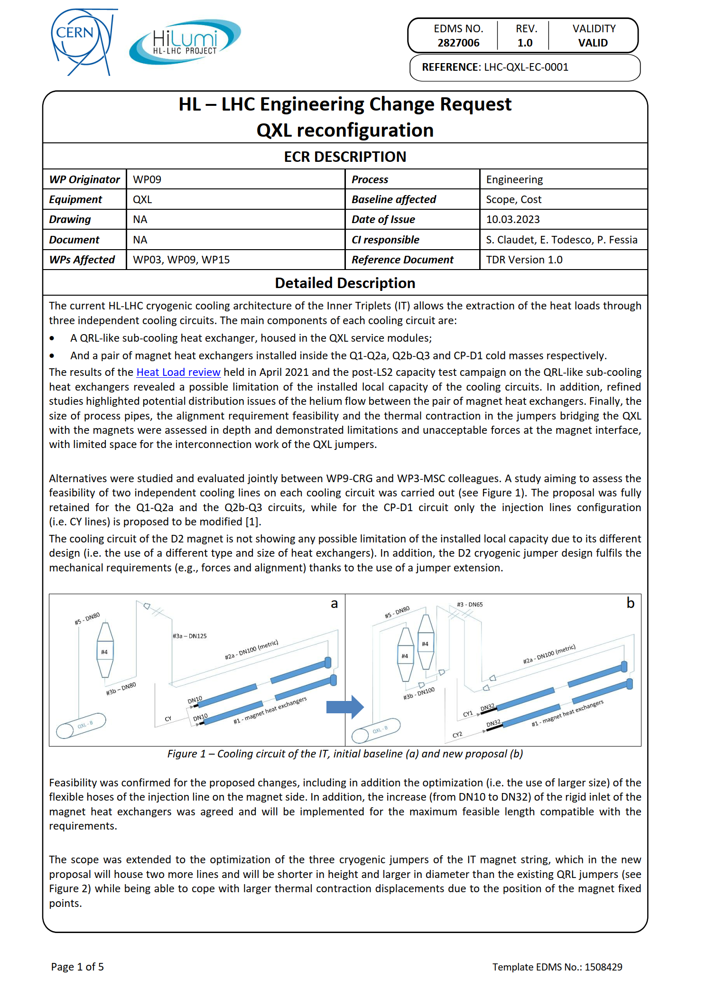 CERN
HiLumi
HL-LHC PROJECT
EDMS NO. REV. VALIDITY
2827006 1.0 VALID
REFERENCE: LHC-QXL-EC-0001
HL – LHC Engineering Change Request
QXL reconfiguration
ECR DESCRIPTION
WP Originator WP09 Process Engineering
Equipment QXL Baseline affected Scope, Cost
Drawing NA Date of Issue 10.03.2023
Document NA CI responsible S. Claudet, E. Todesco, P. Fessia
WPs Affected WP03, WP09, WP15 Reference Document TDR Version 1.0
Detailed Description
The current HL-LHC cryogenic cooling architecture of the Inner Triplets (IT) allows the extraction of the heat loads through
three independent cooling circuits. The main components of each cooling circuit are:
• A QRL-like sub-cooling heat exchanger, housed in the QXL service modules;
• And a pair of magnet heat exchangers installed inside the Q1-Q2a, Q2b-Q3 and CP-D1 cold masses respectively.
The results of the Heat Load review held in April 2021 and the post-LS2 capacity test campaign on the QRL-like sub-cooling
heat exchangers revealed a possible limitation of the installed local capacity of the cooling circuits. In addition, refined
studies highlighted potential distribution issues of the helium flow between the pair of magnet heat exchangers. Finally, the
size of process pipes, the alignment requirement feasibility and the thermal contraction in the jumpers bridging the QXL
with the magnets were assessed in depth and demonstrated limitations and unacceptable forces at the magnet interface,
with limited space for the interconnection work of the QXL jumpers.
Alternatives were studied and evaluated jointly between WP9-CRG and WP3-MSC colleagues. A study aiming to assess the
feasibility of two independent cooling lines on each cooling circuit was carried out (see Figure 1). The proposal was fully
retained for the Q1-Q2a and the Q2b-Q3 circuits, while for the CP-D1 circuit only the injection lines configuration
(i.e. CY lines) is proposed to be modified [1].
The cooling circuit of the D2 magnet is not showing any possible limitation of the installed local capacity due to its different
design (i.e. the use of a different type and size of heat exchangers). In addition, the D2 cryogenic jumper design fulfils the
mechanical requirements (e.g., forces and alignment) thanks to the use of a jumper extension.
a
#5 - DN80
#3a – DN125
#4
#2a - DN100 (metric)
#3b – DN80
DN10
DN10
CY
#1 - magnet heat exchangers
QXL - B
b
#3 - DN65
#5 - DN80
#4
#4
#2a - DN100 (metric)
#3b - DN100
DN32
CY1
DN32
#1 - magnet heat exchangers
CY2
QXL - B
Figure 1 – Cooling circuit of the IT, initial baseline (a) and new proposal (b)
Feasibility was confirmed for the proposed changes, including in addition the optimization (i.e. the use of larger size) of the
flexible hoses of the injection line on the magnet side. In addition, the increase (from DN10 to DN32) of the rigid inlet of the
magnet heat exchangers was agreed and will be implemented for the maximum feasible length compatible with the
requirements.
The scope was extended to the optimization of the three cryogenic jumpers of the IT magnet string, which in the new
proposal will house two more lines and will be shorter in height and larger in diameter than the existing QRL jumpers (see
Figure 2) while being able to cope with larger thermal contraction displacements due to the position of the magnet fixed
points.
Page 1 of 5
Template EDMS No.: 1508429